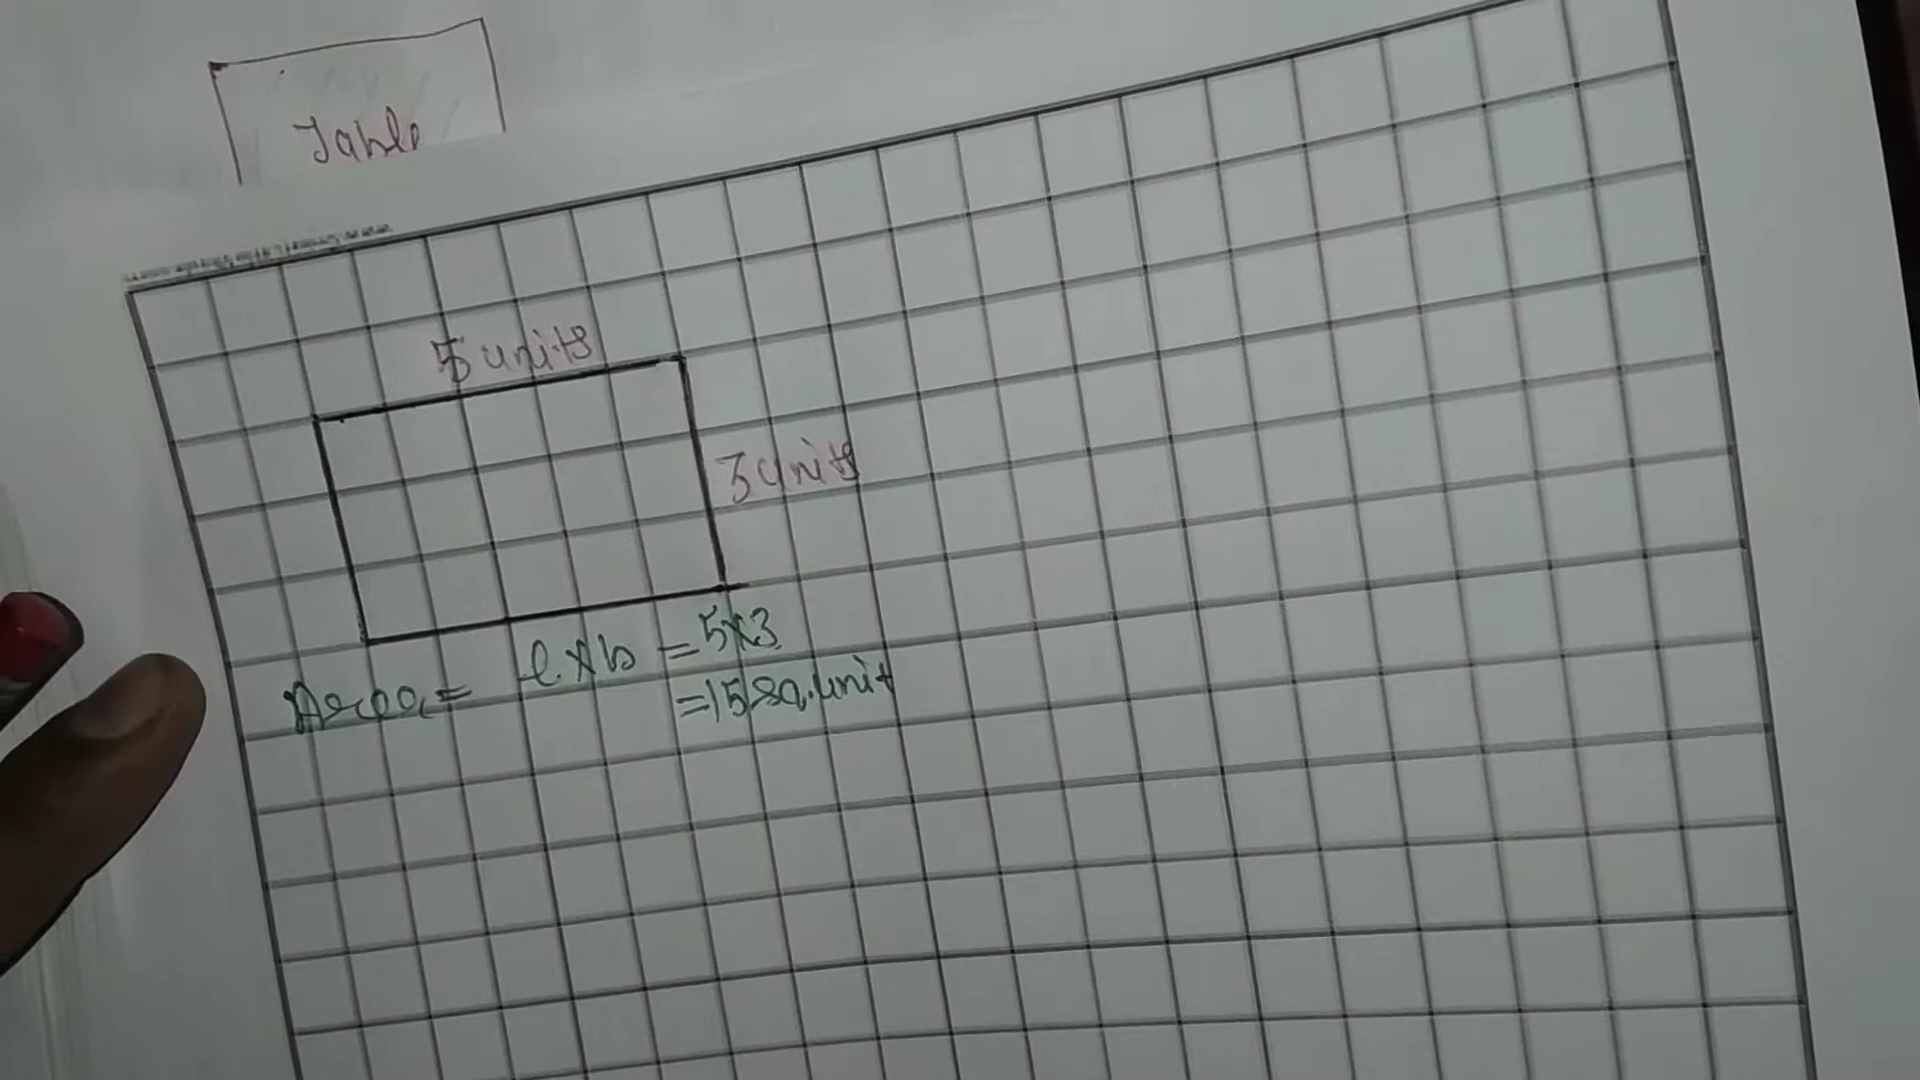 Table
5 units
3 units
Area = l x b = 5x3
= 15 sq. unit